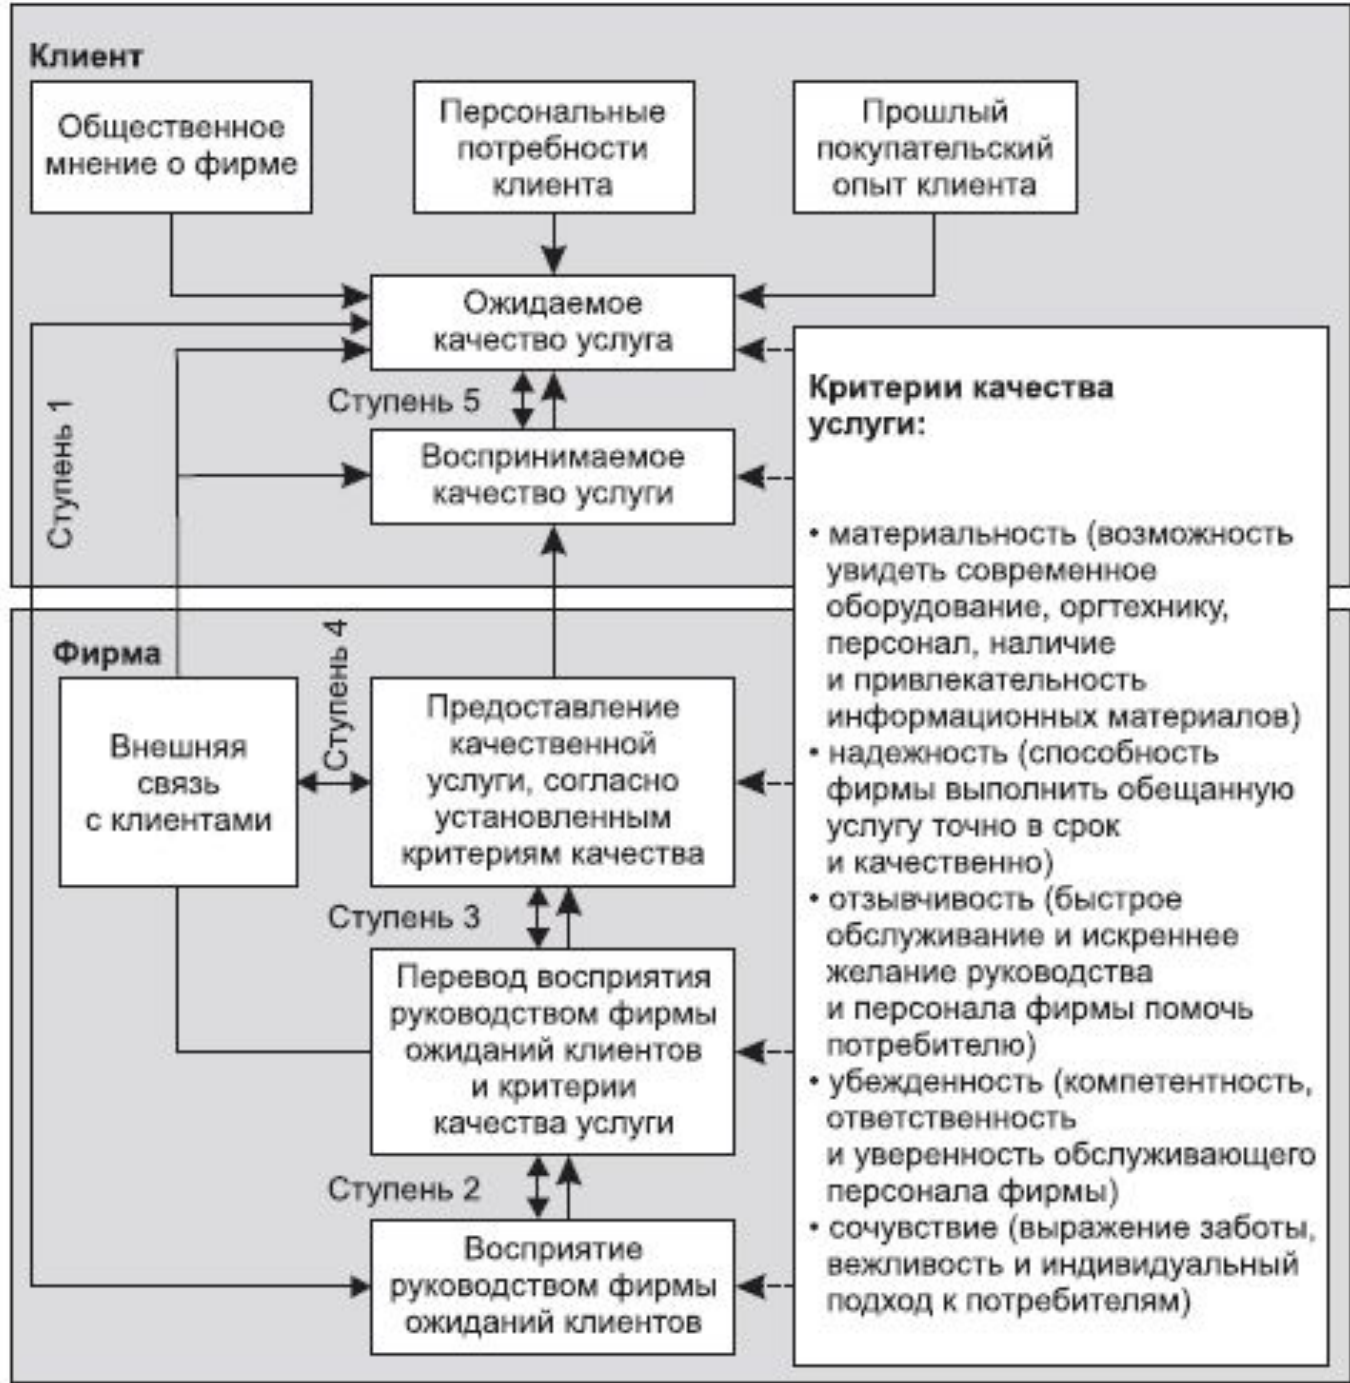 Клиент
Общественное
мнение о фирме
Персональные
потребности
клиента
Прошлый
покупательский
опыт клиента
Ожидаемое
качество услуга
Ступень 5
Воспринимаемое
качество услуги
Ступень 1
Фирма
Внешняя
связь
с клиентами
Ступень 4
Предоставление
качественной
услуги, согласно
установленным
критериям качества
Ступень 3
Перевод восприятия
руководством фирмы
ожиданий клиентов
и критерии
качества услуги
Ступень 2
Восприятие
руководством фирмы
ожиданий клиентов
Критерии качества
услуги:
• материальность (возможность
увидеть современное
оборудование, оргтехнику,
персонал, наличие
и привлекательность
информационных материалов)
• надежность (способность
фирмы выполнить обещанную
услугу точно в срок
и качественно)
• отзывчивость (быстрое
обслуживание и искреннее
желание руководства
и персонала фирмы помочь
потребителю)
• убежденность (компетентность,
ответственность
и уверенность обслуживающего
персонала фирмы)
• сочувствие (выражение заботы,
вежливость и индивидуальный
подход к потребителям)